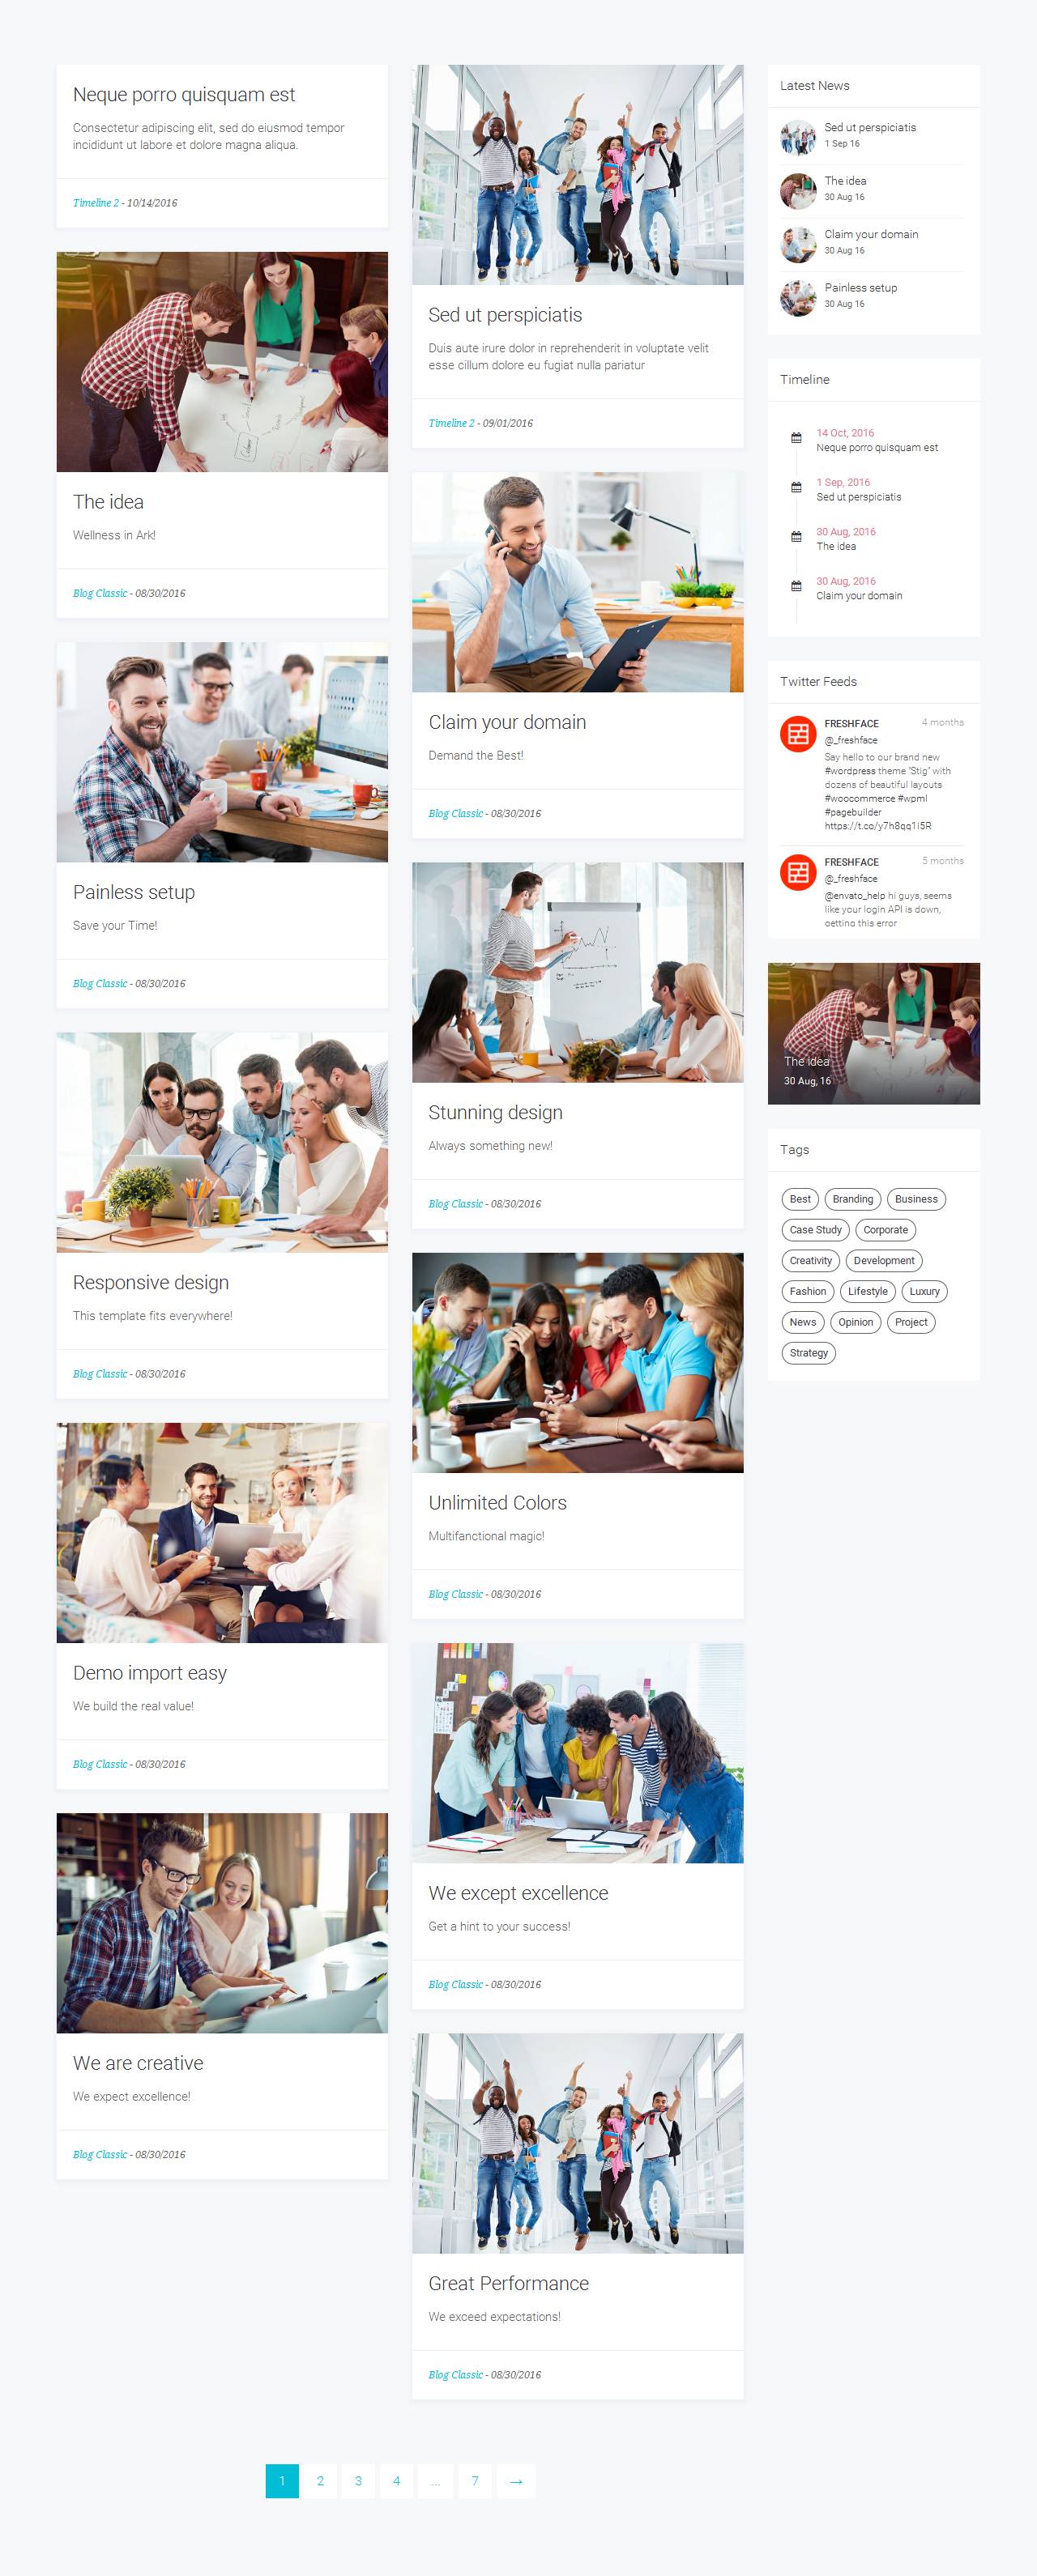 Neque porro quisquam est
Consectetur adipiscing elit, sed do eiusmod tempor
incididunt ut labore et dolore magna aliqua.
Timeline 2 - 10/14/2016
The idea
Wellness in Ark!
Blog Classic - 08/30/2016
Painless setup
Save your Time!
Blog Classic - 08/30/2016
Responsive design
This template fits everywhere!
Blog Classic - 08/30/2016
Demo import easy
We build the real value!
Blog Classic - 08/30/2016
We are creative
We expect excellence!
Blog Classic - 08/30/2016
Sed ut perspiciatis
Duis aute irure dolor in reprehenderit in voluptate velit
esse cillum dolore eu fugiat nulla pariatur
Timeline 2 - 09/01/2016
Claim your domain
Demand the Best!
Blog Classic - 08/30/2016
Stunning design
Always something new!
Blog Classic - 08/30/2016
Unlimited Colors
Multifanctional magic!
Blog Classic - 08/30/2016
We except excellence
Get a hint to your success!
Blog Classic - 08/30/2016
Great Performance
We exceed expectations!
Blog Classic - 08/30/2016
Latest News
Sed ut perspiciatis
1 Sep 16
The idea
30 Aug 16
Claim your domain
30 Aug 16
Painless setup
30 Aug 16
Timeline
14 Oct, 2016
Neque porro quisquam est
1 Sep, 2016
Sed ut perspiciatis
30 Aug, 2016
The idea
30 Aug, 2016
Claim your domain
Twitter Feeds
FRESHFACE 4 months
@_freshface
Say hello to our brand new
#wordpress theme "Stig" with
dozens of beautiful layouts
#woocommerce #wpml
#pagebuilder
https://t.co/y7h8qq1i5R
FRESHFACE 5 months
@_freshface
@envato_help hi guys, seems
like your login API is down,
getting this error
The idea
30 Aug, 16
Tags
Best Branding Business
Case Study Corporate
Creativity Development
Fashion Lifestyle Luxury
News Opinion Project
Strategy
1 2 3 4 ... 7 →